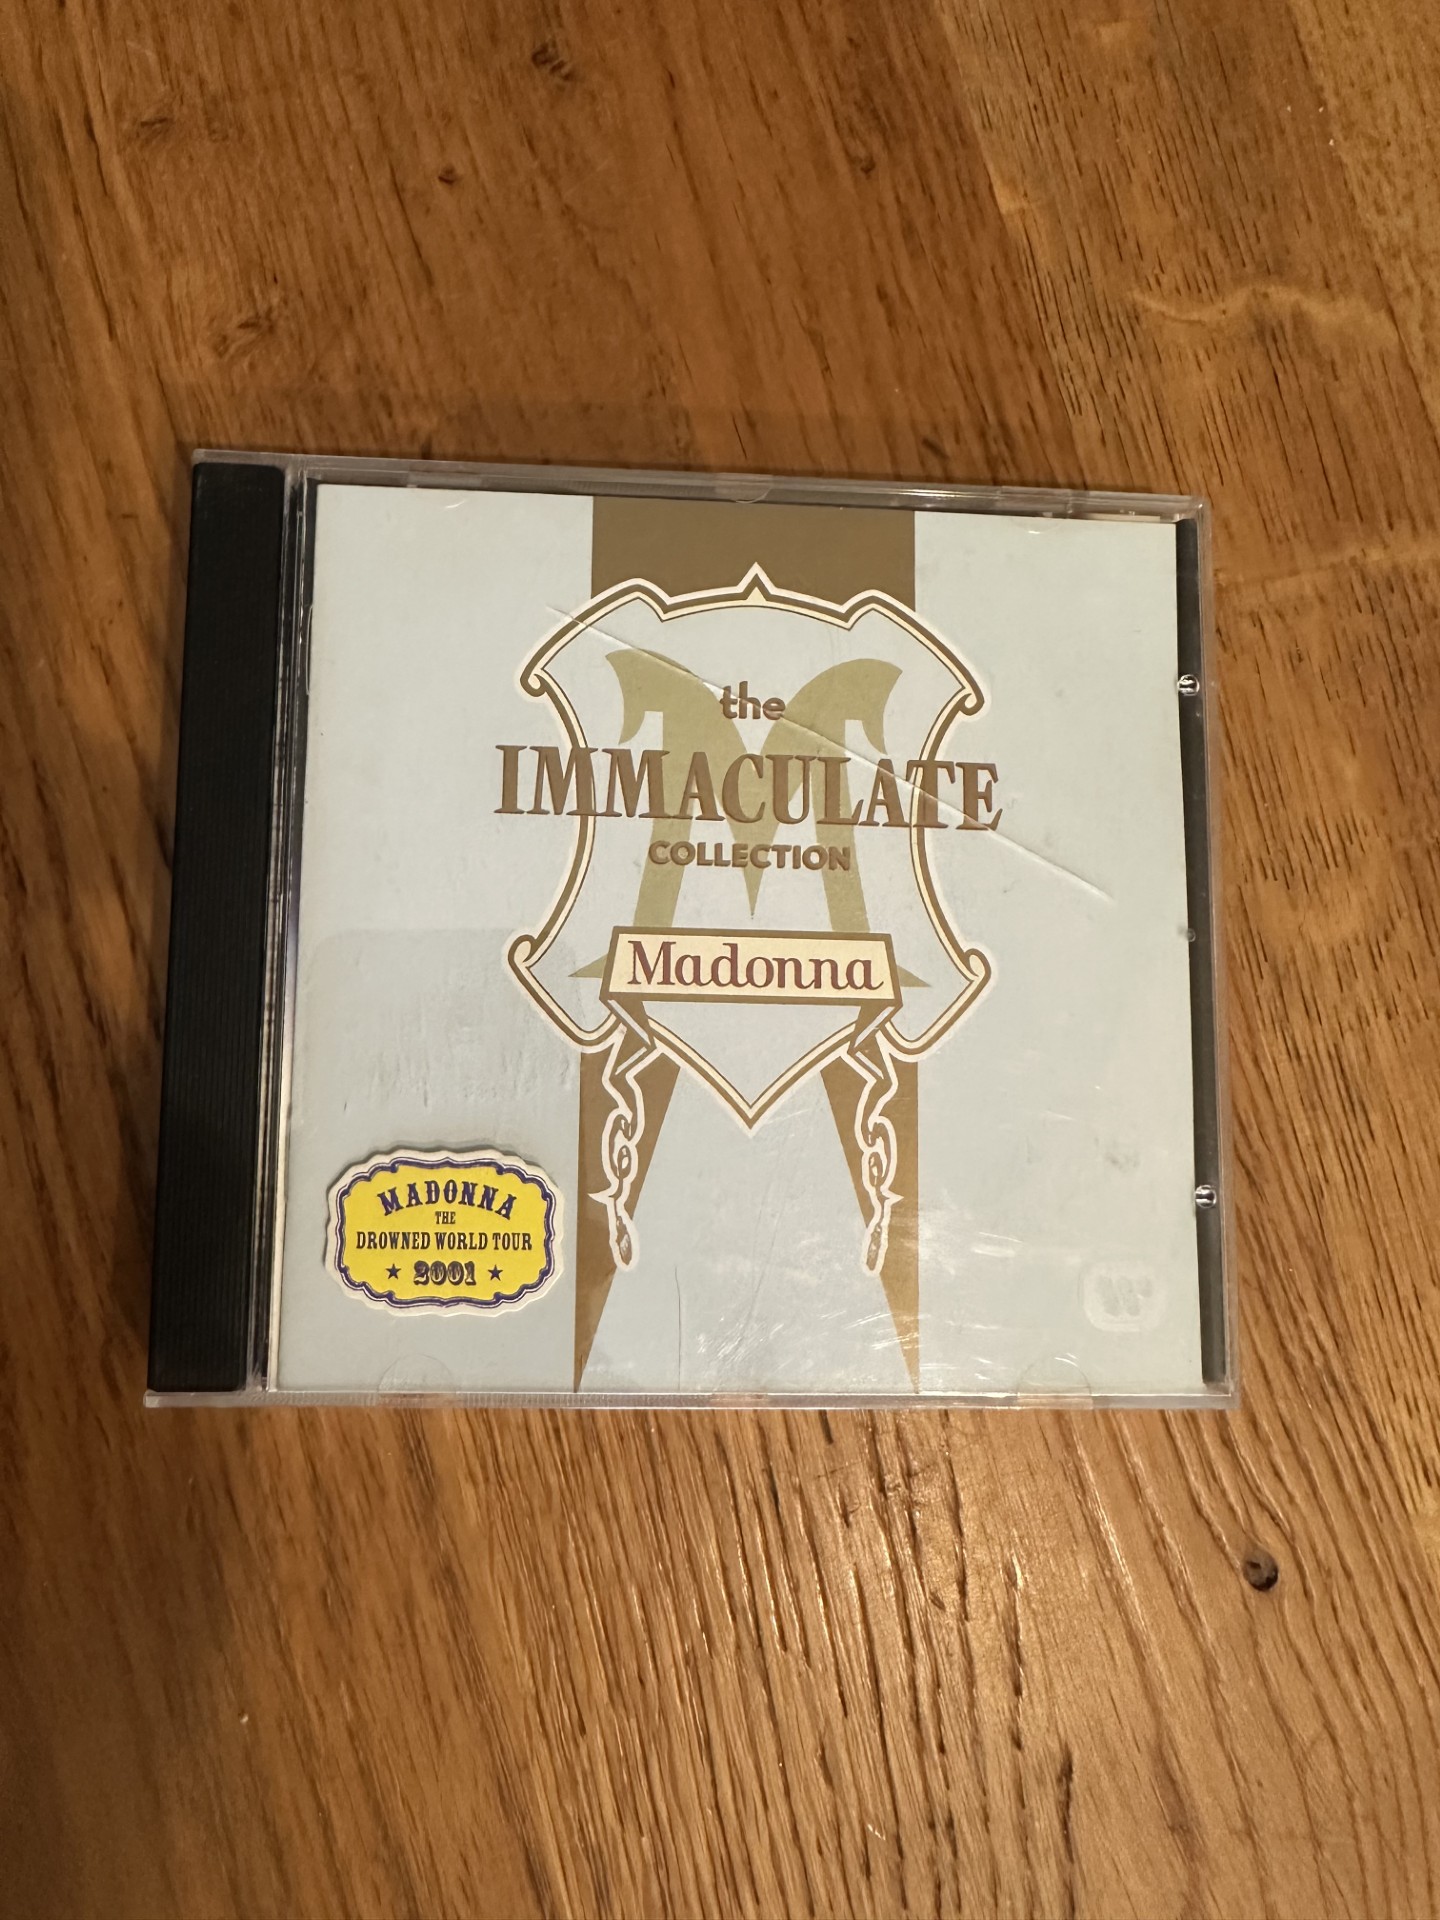 the
IMMACULATE
COLLECTION
Madonna
MADONNA
THE
DROWNED WORLD TOUR
★ 2001 ★